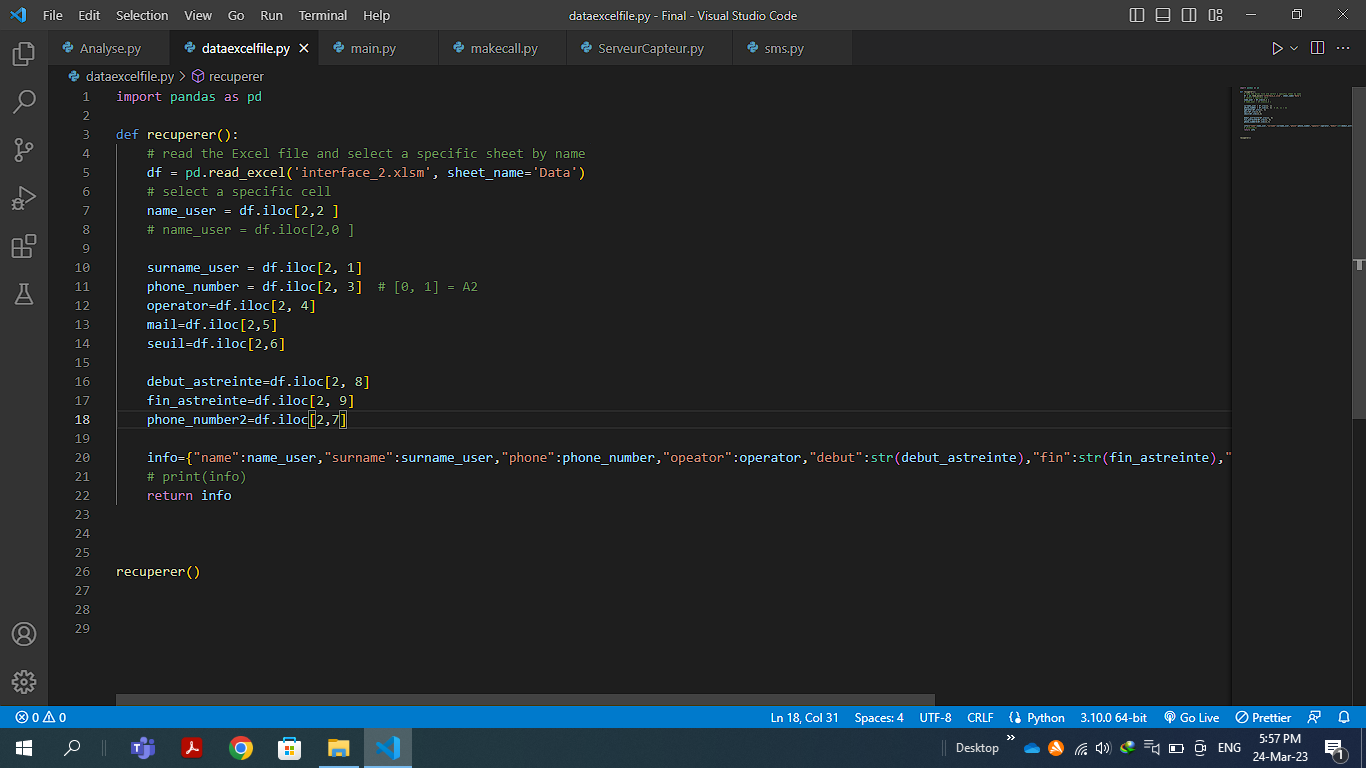 File Edit Selection View Go Run Terminal Help
dataexcelfile.py - Final - Visual Studio Code
Analyse.py dataexcelfile.py main.py makecall.py ServeurCapteur.py sms.py
dataexcelfile.py > recuperer
1 import pandas as pd
2
3 def recuperer():
4 # read the Excel file and select a specific sheet by name
5 df = pd.read_excel('interface_2.xlsm', sheet_name='Data')
6 # select a specific cell
7 name_user = df.iloc[2,2 ]
8 # name_user = df.iloc[2,0 ]
9
10 surname_user = df.iloc[2, 1]
11 phone_number = df.iloc[2, 3]  # [0, 1] = A2
12 operator=df.iloc[2, 4]
13 mail=df.iloc[2,5]
14 seuil=df.iloc[2,6]
15
16 debut_astreinte=df.iloc[2, 8]
17 fin_astreinte=df.iloc[2, 9]
18 phone_number2=df.iloc[2,7]
19
20 info={"name":name_user,"surname":surname_user,"phone":phone_number,"opeator":operator,"debut":str(debut_astreinte),"fin":str(fin_astreinte),"
21 # print(info)
22 return info
23
24
25
26 recuperer()
27
28
29
0 0 Ln 18, Col 31 Spaces: 4 UTF-8 CRLF Python 3.10.0 64-bit Go Live Prettier
Desktop ENG 5:57 PM
24-Mar-23 1